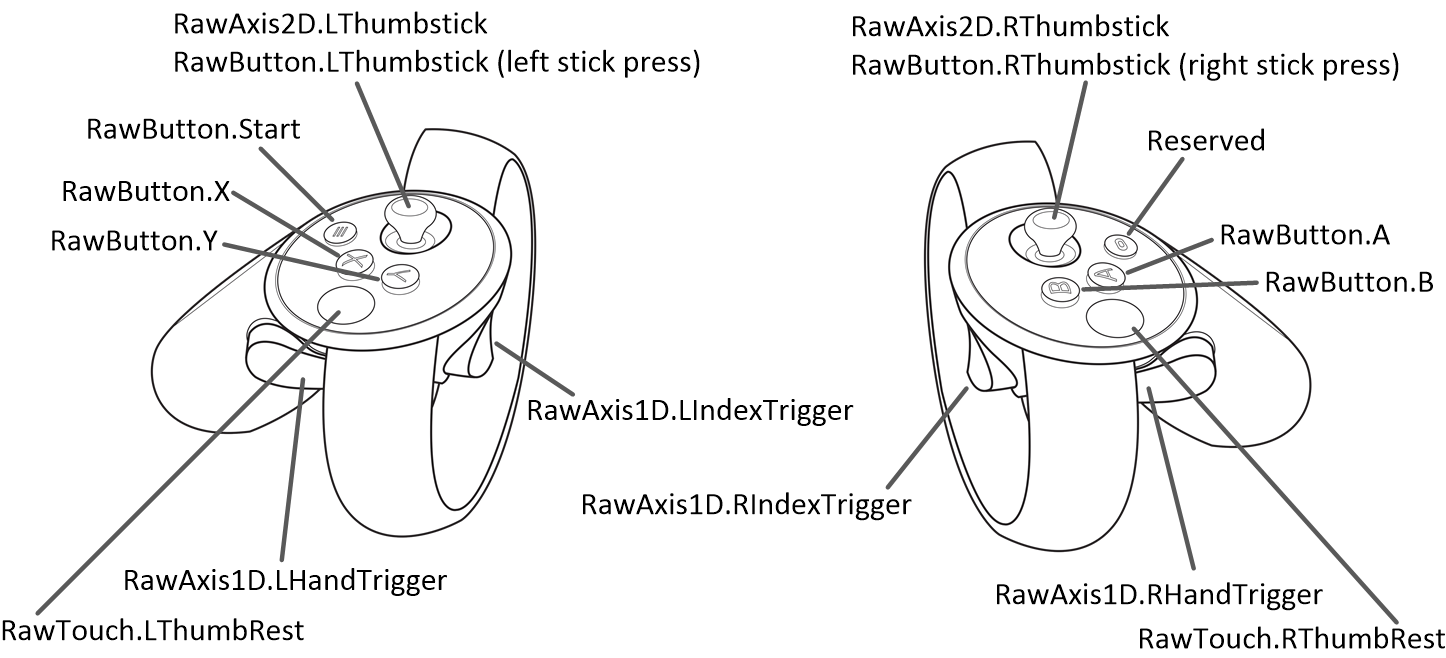 RawAxis2D.LThumbstick
RawButton.LThumbstick (left stick press)
RawButton.Start
RawButton.X
RawButton.Y
X
Y
RawAxis1D.LIndexTrigger
RawAxis1D.LHandTrigger
RawTouch.LThumbRest
RawAxis2D.RThumbstick
RawButton.RThumbstick (right stick press)
Reserved
RawButton.A
RawButton.B
A
B
RawAxis1D.RIndexTrigger
RawAxis1D.RHandTrigger
RawTouch.RThumbRest